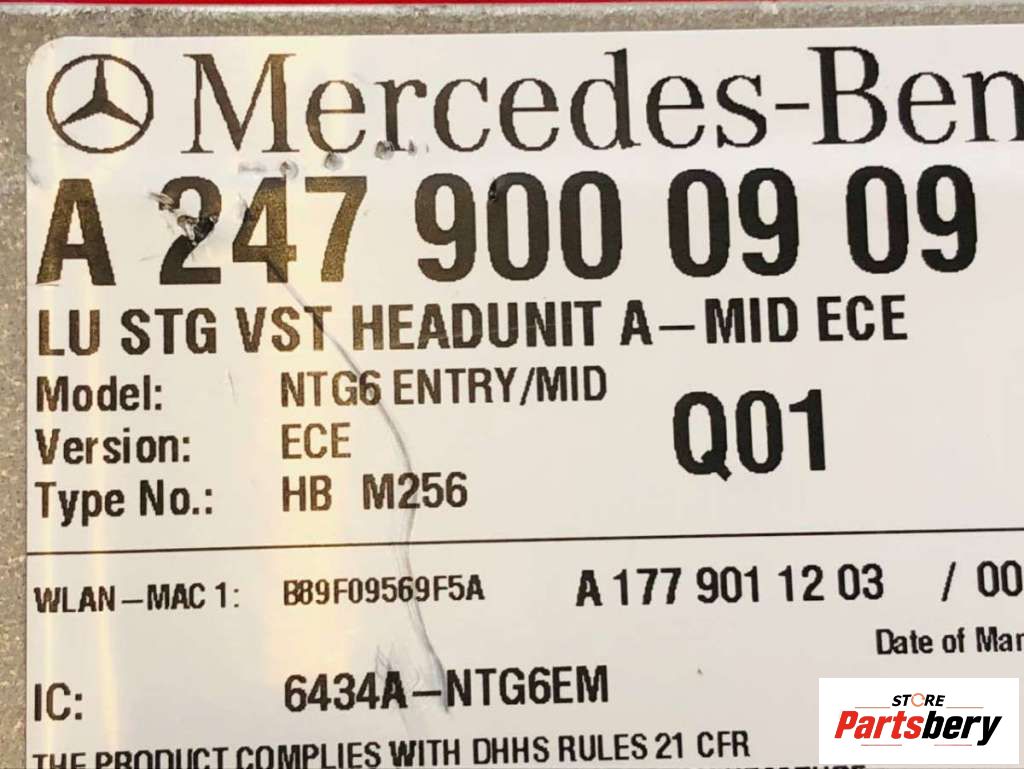 Mercedes-Ben
A 247 900 09 09
LU STG VST HEADUNIT A-MID ECE
Model: NTG6 ENTRY/MID
Q01
Version: ECE
Type No.: HB M256
WLAN-MAC 1: B89F09569F5A A 177 901 12 03 / 00
Date of Mar
IC: 6434A-NTG6EM
THE PRODUCT COMPLIES WITH DHHS RULES 21 CFR
STORE
Partsbery